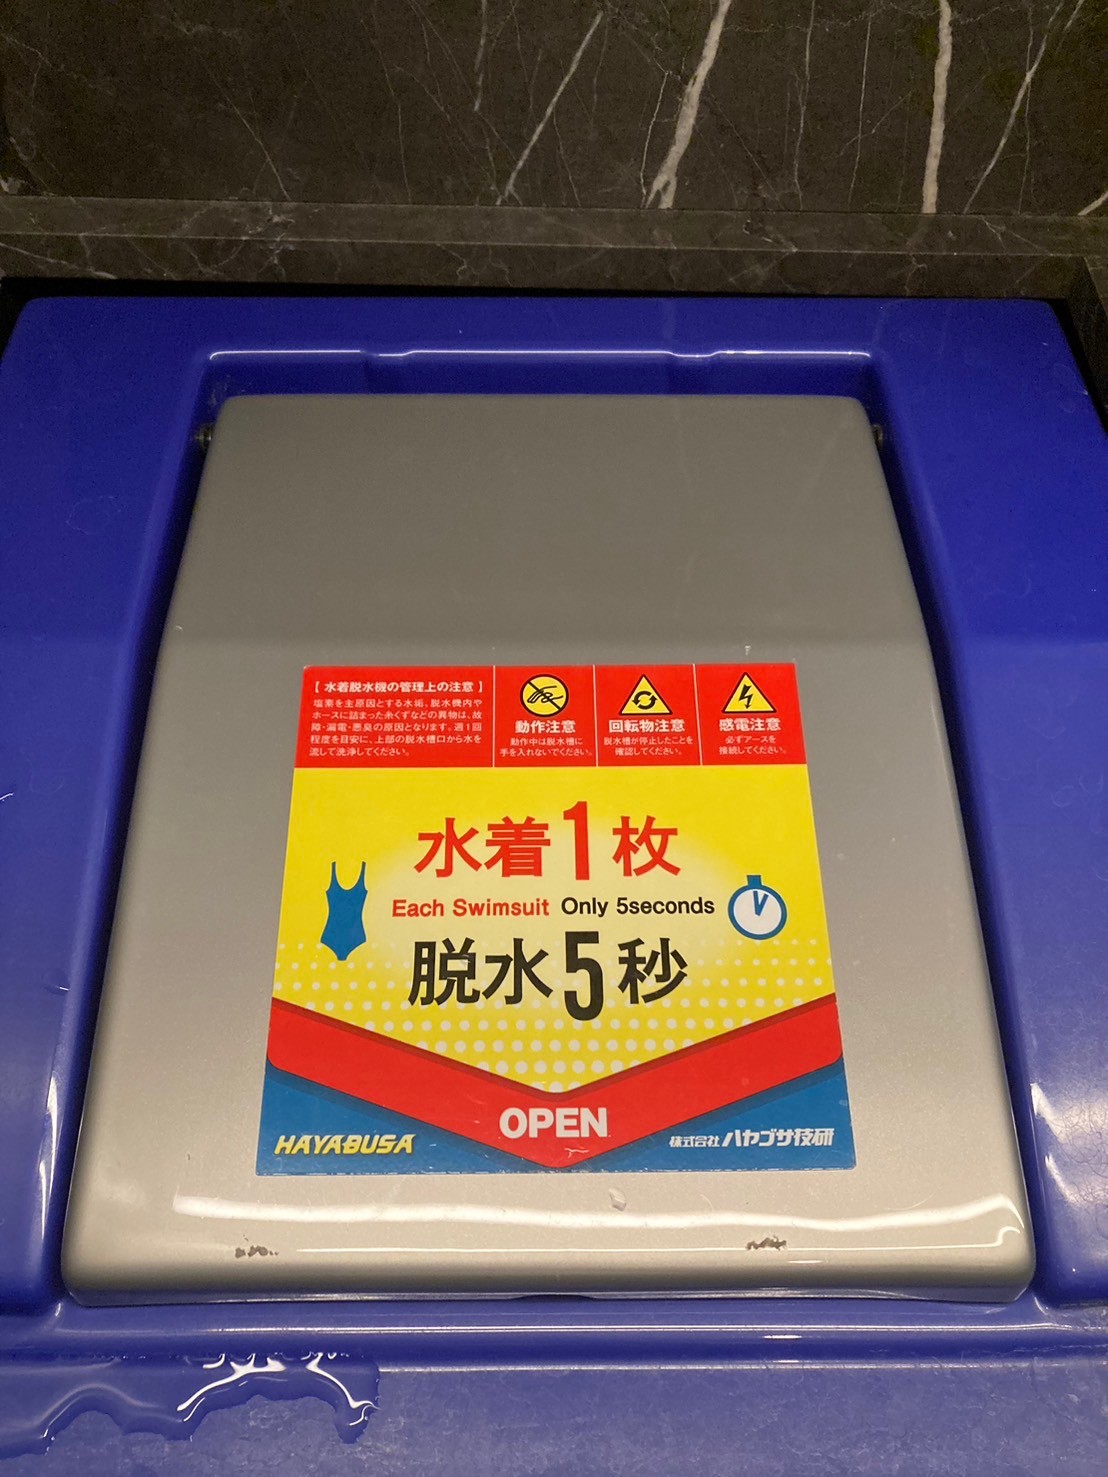 【 水着脱水機の管理上の注意 】
塩素を主原因とする水垢、脱水機内や
ホースに詰まった糸くずなどの異物は、故
障・漏電・悪臭の原因となります。週1回
程度を目安に、上部の脱水槽口から水を
流して洗浄してください。
動作注意
動作中は脱水槽に
手を入れないでください。
回転物注意
脱水槽が停止したことを
確認してください。
感電注意
必ずアースを
接続してください。
水着1枚
Each Swimsuit Only 5seconds
脱水5秒
OPEN
HAYABUSA
株式会社ハヤブサ技研